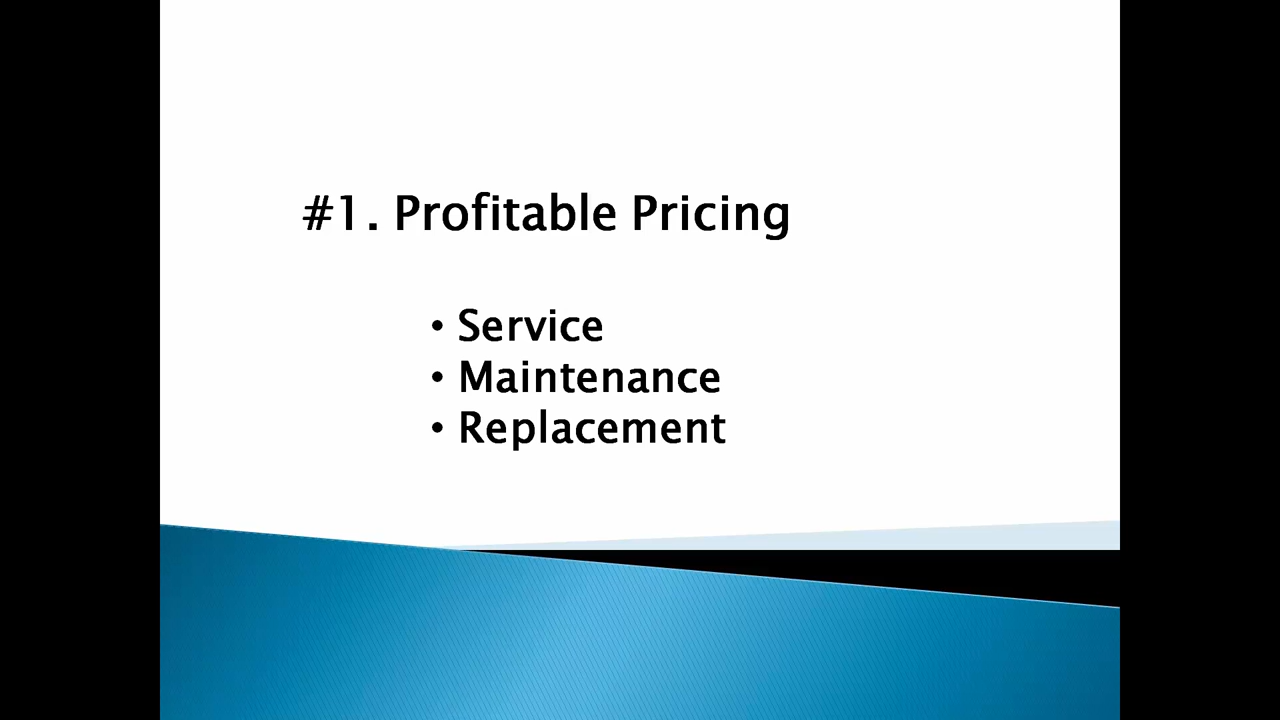 #1. Profitable Pricing
• Service
• Maintenance
• Replacement